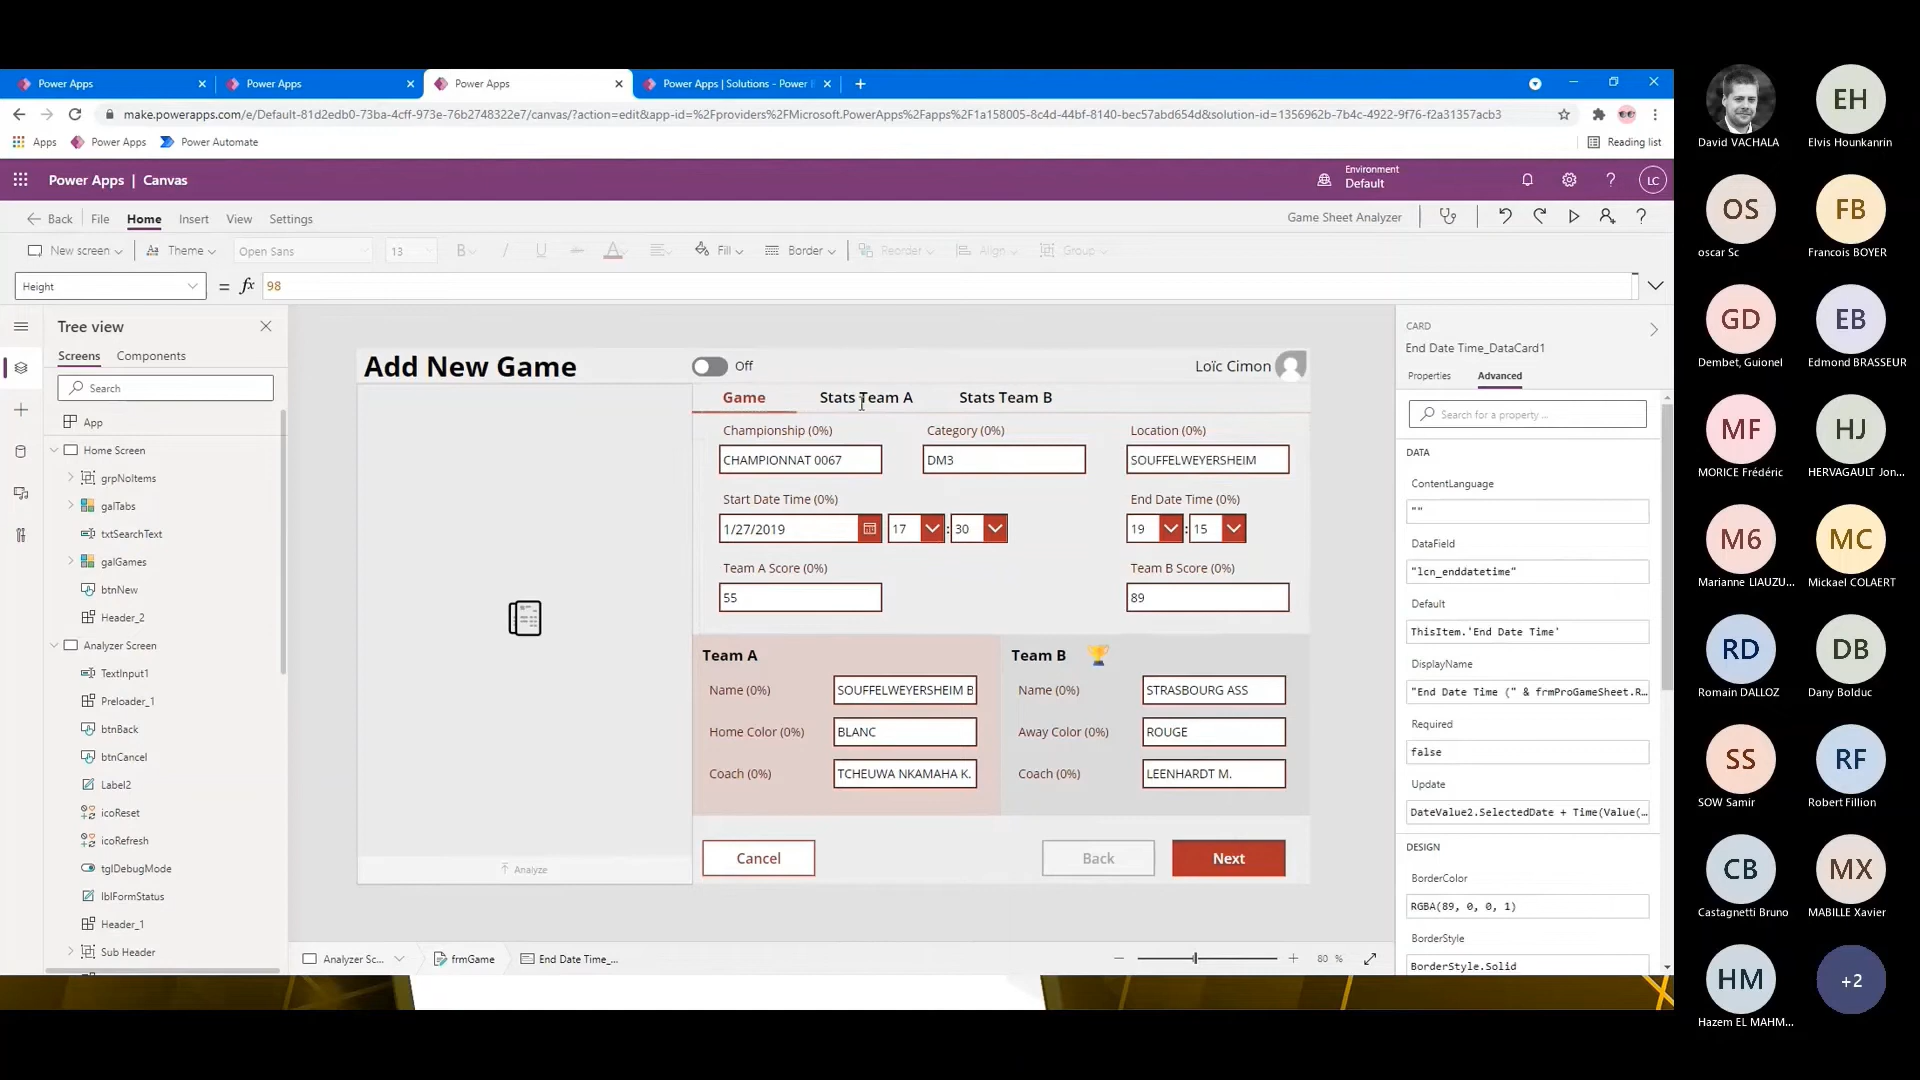 Power Apps
Power Apps
Power Apps
Power Apps | Solutions - Power
make.powerapps.com/e/Default-81d2edb0-73ba-4cff-973e-76b2748322e7/canvas/?action=edit&app-id=%2Fproviders%2FMicrosoft.PowerApps%2Fapps%2F1a158005-8c4d-44bf-8140-bec57abd654d&solution-id=1356962b-7b4c-4922-9f76-f2a31357acb3
Apps
Power Apps
Power Automate
Reading list
Power Apps | Canvas
Environment
Default
LC
Back
File
Home
Insert
View
Settings
Game Sheet Analyzer
New screen
Theme
Open Sans
13
Fill
Border
Reorder
Align
Group
Height
= fx
98
Tree view
Screens
Components
Search
App
Home Screen
grpNoItems
galTabs
txtSearchText
galGames
btnNew
Header_2
Analyzer Screen
TextInput1
Preloader_1
btnBack
btnCancel
Label2
icoReset
icoRefresh
tglDebugMode
lblFormStatus
Header_1
Sub Header
Add New Game
Off
Loïc Cimon
Game
Stats Team A
Stats Team B
Championship (0%)
Category (0%)
Location (0%)
CHAMPIONNAT 0067
DM3
SOUFFELWEYERSHEIM
Start Date Time (0%)
End Date Time (0%)
1/27/2019
17
:
30
19
:
15
Team A Score (0%)
Team B Score (0%)
55
89
Team A
Team B
Name (0%)
SOUFFELWEYERSHEIM B
Name (0%)
STRASBOURG ASS
Home Color (0%)
BLANC
Away Color (0%)
ROUGE
Coach (0%)
TCHEUWA NKAMAHA K.
Coach (0%)
LEENHARDT M.
Cancel
Back
Next
Analyze
Analyzer Sc...
frmGame
End Date Time_...
80 %
CARD
End Date Time_DataCard1
Properties
Advanced
Search for a property ...
DATA
ContentLanguage
""
DataField
"lcn_enddatetime"
Default
ThisItem.'End Date Time'
DisplayName
"End Date Time (" & frmProGameSheet.R...
Required
false
Update
DateValue2.SelectedDate + Time(Value(...
DESIGN
BorderColor
RGBA(89, 0, 0, 1)
BorderStyle
BorderStyle.Solid
David VACHALA
EH
Elvis Hounkanrin
OS
oscar Sc
FB
Francois BOYER
GD
Dembet, Guionel
EB
Edmond BRASSEUR
MF
MORICE Frédéric
HJ
HERVAGAULT Jon...
M6
Marianne LIAUZU...
MC
Mickael COLAERT
RD
Romain DALLOZ
DB
Dany Bolduc
SS
SOW Samir
RF
Robert Fillion
CB
Castagnetti Bruno
MX
MABILLE Xavier
HM
Hazem EL MAHM...
+2